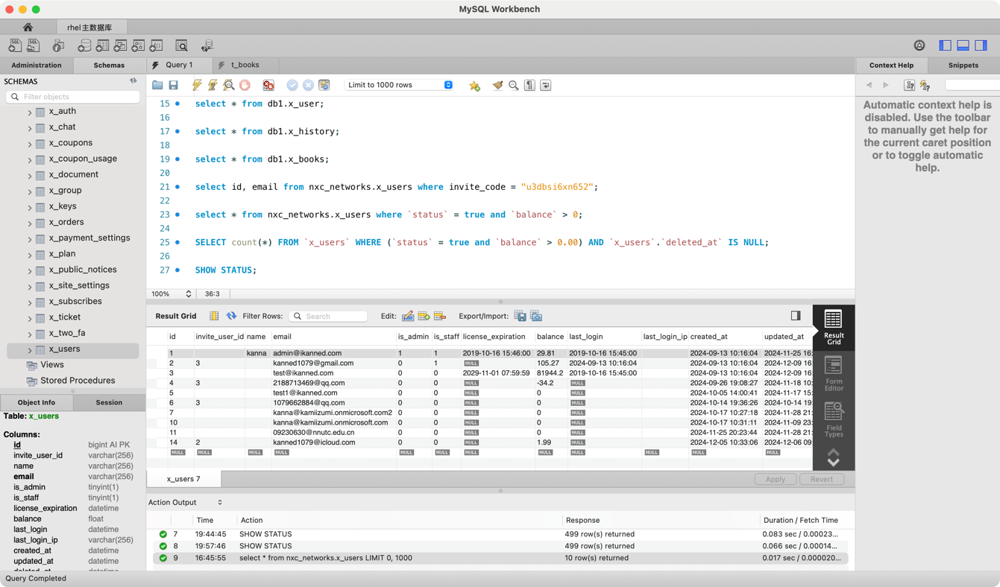 MySQL Workbench
rhel主数据库
Administration Schemas Query 1 t_books Context Help Snippets
SCHEMAS
Filter objects
x_auth
x_chat
x_coupons
x_coupon_usage
x_document
x_group
x_keys
x_orders
x_payment_settings
x_plan
x_public_notices
x_site_settings
x_subscribes
x_ticket
x_two_fa
x_users
Views
Stored Procedures
Object Info Session
Table: x_users
Columns:
id bigint AI PK
invite_user_id varchar(256)
name varchar(256)
email varchar(256)
is_admin tinyint(1)
is_staff tinyint(1)
license_expiration datetime
balance float
last_login datetime
last_login_ip varchar(256)
created_at datetime
updated_at datetime
deleted_at datetime
Query Completed
Limit to 1000 rows
15 select * from db1.x_user;
16
17 select * from db1.x_history;
18
19 select * from db1.x_books;
20
21 select id, email from nxc_networks.x_users where invite_code = "u3dbsi6xn652";
22
23 select * from nxc_networks.x_users where `status` = true and `balance` > 0;
24
25 SELECT count(*) FROM `x_users` WHERE (`status` = true and `balance` > 0.00) AND `x_users`.`deleted_at` IS NULL;
26
27 SHOW STATUS;
100% 36:3
Result Grid Filter Rows: Search Edit: Export/Import:
id invite_user_id name email is_admin is_staff license_expiration balance last_login last_login_ip created_at updated_at
1 kanna admin@ikanned.com 1 1 2019-10-16 15:46:00 29.81 2019-10-16 15:45:00 2024-09-13 10:16:04 2024-11-25 16:
2 3 kanned1079@gmail.com 0 1 NULL 105.27 2024-09-13 10:16:04 2024-09-13 10:16:04 2024-12-09 16:
3 test@ikanned.com 0 0 2029-11-01 07:59:59 81944.2 2019-10-16 15:45:00 2024-09-13 10:16:04 2024-12-09 16:
4 3 2188713469@qq.com 0 0 NULL -34.2 NULL 2024-09-26 19:08:27 2024-11-18 10:
5 test1@ikanned.com 0 0 NULL 0 NULL 2024-10-05 14:00:41 2024-11-17 15:
6 3 1079662884@qq.com 0 0 NULL 0 NULL 2024-10-14 19:36:26 2024-10-14 19:
7 kanna@kamiizumi.onmicrosoft.com2 0 0 NULL 0 NULL 2024-10-17 10:27:18 2024-11-28 21:
10 kanna@kamiizumi.onmicrosoft.com 0 0 NULL 0 NULL 2024-10-17 10:31:11 2024-11-09 23:
11 09230630@nnutc.edu.cn 0 0 NULL 0 NULL 2024-11-25 20:23:44 2024-11-28 21:
14 2 kanned1079@icloud.com 0 0 NULL 1.99 NULL 2024-12-05 10:33:06 2024-12-06 09:
NULL NULL NULL NULL NULL NULL NULL NULL NULL NULL NULL NULL
Result
Grid
Form
Editor
Field
Types
x_users 7 Apply Revert
Action Output
Time Action Response Duration / Fetch Time
7 19:44:45 SHOW STATUS 499 row(s) returned 0.083 sec / 0.00023...
8 19:57:46 SHOW STATUS 499 row(s) returned 0.066 sec / 0.00014...
9 16:45:55 select * from nxc_networks.x_users LIMIT 0, 1000 10 row(s) returned 0.017 sec / 0.000020...
Automatic context help is
disabled. Use the toolbar
to manually get help for
the current caret position
or to toggle automatic
help.